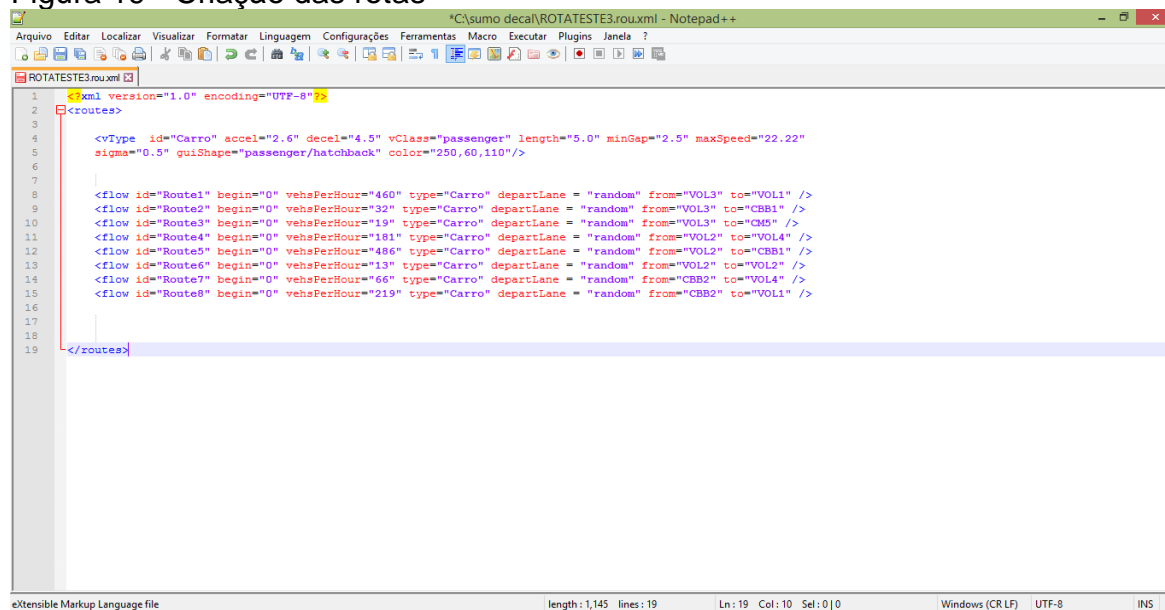 Figura 10 - Criação das rotas
*C:\sumo decal\ROTATESTE3.rou.xml - Notepad++
Arquivo Editar Localizar Visualizar Formatar Linguagem Configurações Ferramentas Macro Executar Plugins Janela ?
ROTATESTE3.rou.xml
1 <?xml version="1.0" encoding="UTF-8"?>
2 <routes>
3
4 <vType id="Carro" accel="2.6" decel="4.5" vClass="passenger" length="5.0" minGap="2.5" maxSpeed="22.22"
5 sigma="0.5" guiShape="passenger/hatchback" color="250,60,110"/>
6
7
8 <flow id="Route1" begin="0" vehsPerHour="460" type="Carro" departLane = "random" from="VOL3" to="VOL1" />
9 <flow id="Route2" begin="0" vehsPerHour="32" type="Carro" departLane = "random" from="VOL3" to="CBB1" />
10 <flow id="Route3" begin="0" vehsPerHour="19" type="Carro" departLane = "random" from="VOL3" to="CM5" />
11 <flow id="Route4" begin="0" vehsPerHour="181" type="Carro" departLane = "random" from="VOL2" to="VOL4" />
12 <flow id="Route5" begin="0" vehsPerHour="486" type="Carro" departLane = "random" from="VOL2" to="CBB1" />
13 <flow id="Route6" begin="0" vehsPerHour="13" type="Carro" departLane = "random" from="VOL2" to="VOL2" />
14 <flow id="Route7" begin="0" vehsPerHour="66" type="Carro" departLane = "random" from="CBB2" to="VOL4" />
15 <flow id="Route8" begin="0" vehsPerHour="219" type="Carro" departLane = "random" from="CBB2" to="VOL1" />
16
17
18
19 </routes>
eXtensible Markup Language file length : 1,145 lines : 19 Ln : 19 Col : 10 Sel : 0 | 0 Windows (CR LF) UTF-8 INS